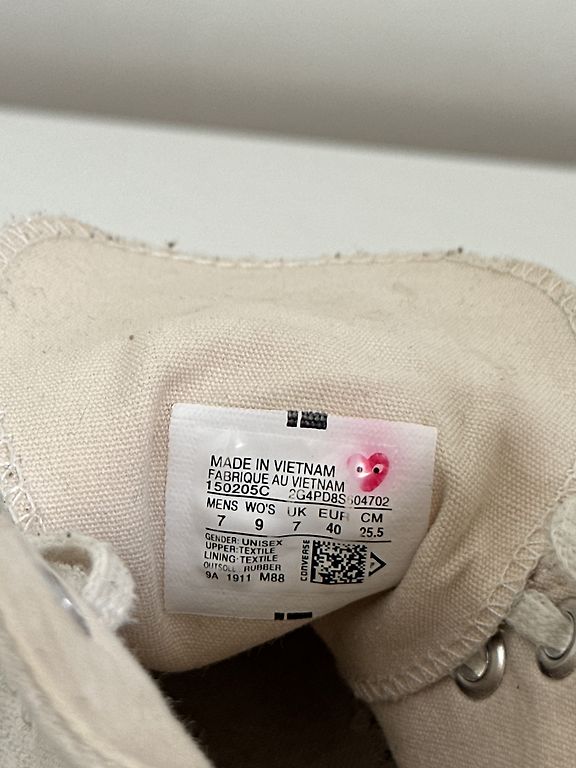 MADE IN VIETNAM
FABRIQUE AU VIETNAM
150205C 2G4PD8S504702
MENS WO'S UK EUR CM
7 9 7 40 25.5
GENDER: UNISEX
UPPER:TEXTILE
LINING:TEXTILE
OUTSOLE RUBBER
9A 1911 M88
CONVERSE